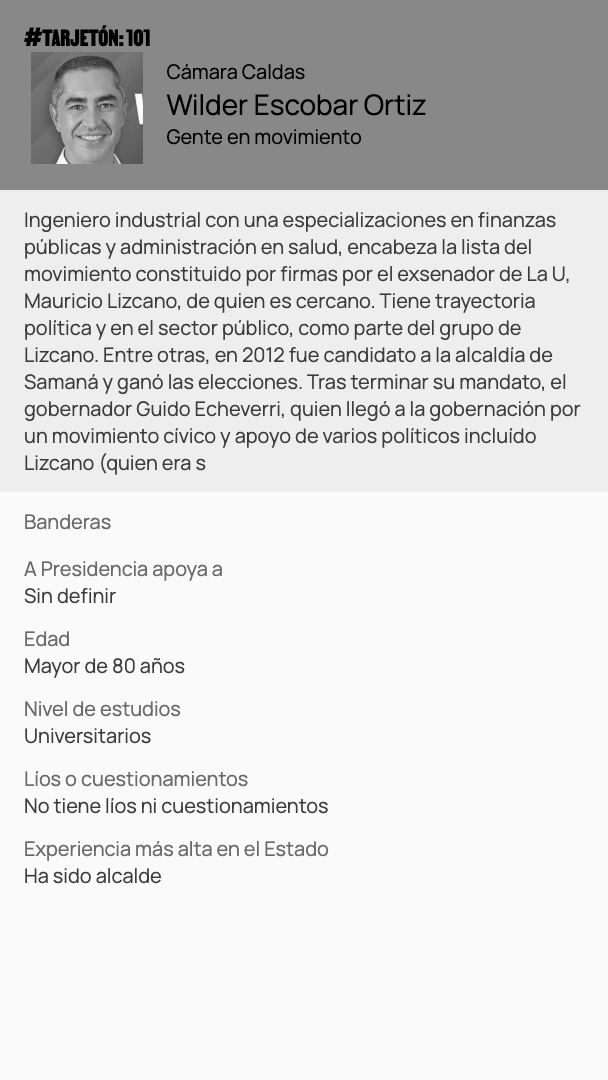 #TARJETÓN: 101
Cámara Caldas
Wilder Escobar Ortiz
Gente en movimiento
Ingeniero industrial con una especializaciones en finanzas
públicas y administración en salud, encabeza la lista del
movimiento constituido por firmas por el exsenador de La U,
Mauricio Lizcano, de quien es cercano. Tiene trayectoria
política y en el sector público, como parte del grupo de
Lizcano. Entre otras, en 2012 fue candidato a la alcaldía de
Samaná y ganó las elecciones. Tras terminar su mandato, el
gobernador Guido Echeverri, quien llegó a la gobernación por
un movimiento cívico y apoyo de varios políticos incluído
Lizcano (quien era s
Banderas
A Presidencia apoya a
Sin definir
Edad
Mayor de 80 años
Nivel de estudios
Universitarios
Líos o cuestionamientos
No tiene líos ni cuestionamientos
Experiencia más alta en el Estado
Ha sido alcalde